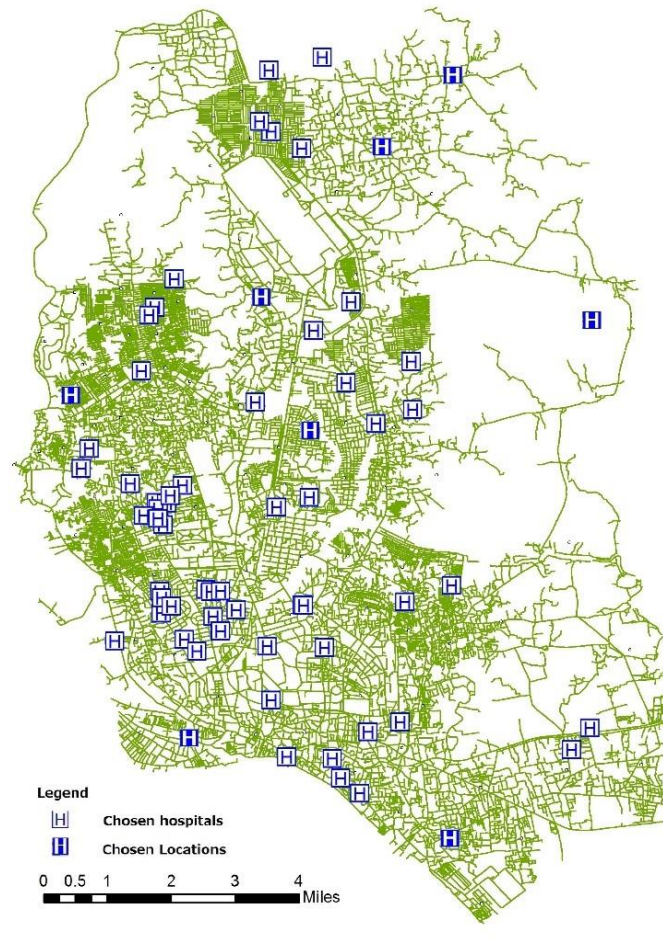 Legend
H Chosen hospitals
H Chosen Locations
0 0.5 1 2 3 4
Miles